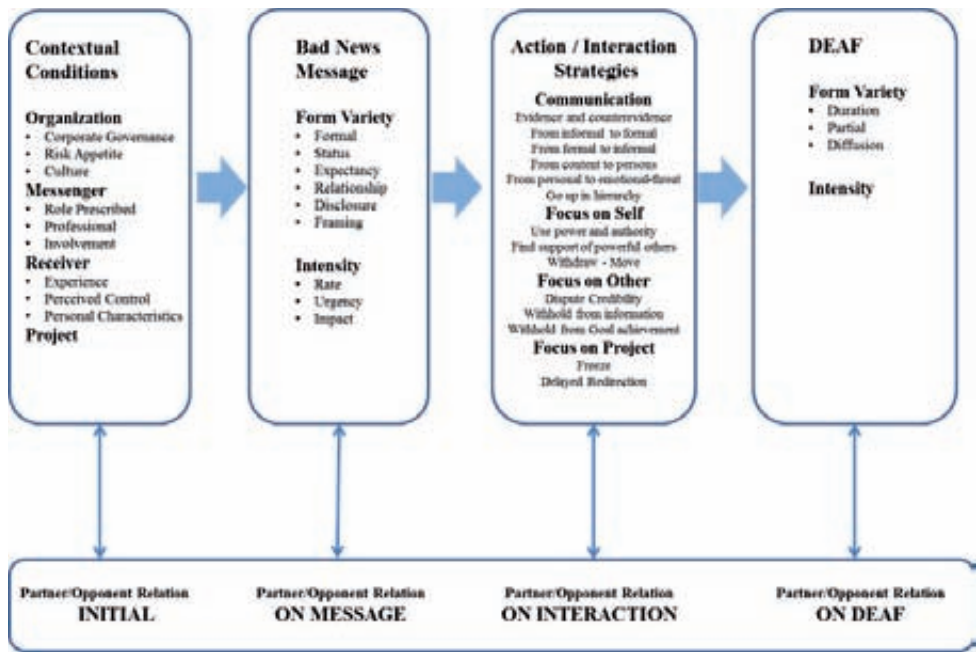 Contextual
Conditions
Organization
• Corporate Governance
• Risk Appetite
• Culture
Messenger
• Role Prescribed
• Professional
• Involvement
Receiver
• Experience
• Perceived Control
• Personal Characteristics
Project
Bad News
Message
Form Variety
• Formal
• Status
• Expectancy
• Relationship
• Disclosure
• Framing
Intensity
• Rate
• Urgency
• Impact
Action / Interaction
Strategies
Communication
Evidence and counterevidence
From informal to formal
From formal to informal
From content to persons
From personal to emotional-threat
Go up in hierarchy
Focus on Self
Use power and authority
Find support of powerful others
Withdraw - Move
Focus on Other
Dispute Credibility
Withhold from information
Withhold from Goal achievement
Focus on Project
Freeze
Delayed Redirection
DEAF
Form Variety
• Duration
• Partial
• Diffusion
Intensity
Partner/Opponent Relation
INITIAL
Partner/Opponent Relation
ON MESSAGE
Partner/Opponent Relation
ON INTERACTION
Partner/Opponent Relation
ON DEAF